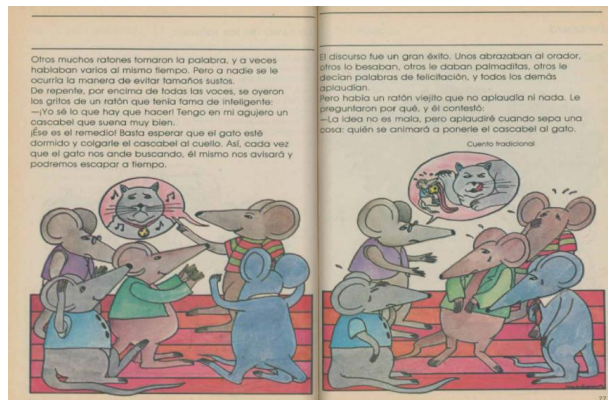 Otros muchos ratones tomaron la palabra, y a veces
hablaban varios al mismo tiempo. Pero a nadie se le
ocurría la manera de evitar tamaños sustos.
De repente, por encima de todas las voces, se oyeron
los gritos de un ratón que tenía fama de inteligente:
—¡Yo sé lo que hay que hacer! Tengo en mi agujero un
cascabel que suena muy bien.
¡Ése es el remedio! Basta esperar que el gato esté
dormido y colgarle el cascabel al cuello. Así, cada vez
que el gato nos ande buscando, él mismo nos avisará y
podremos escapar a tiempo.
El discurso fue un gran éxito. Unos abrazaban al orador,
otros lo besaban, otros le daban palmaditas, otros le
decían palabras de felicitación, y todos los demás
aplaudían.
Pero había un ratón viejito que no aplaudía ni nada. Le
preguntaron por qué, y él contestó:
—La idea no es mala, pero aplaudiré cuando sepa una
cosa: quién se animará a ponerle el cascabel al gato.
Cuento tradicional
77